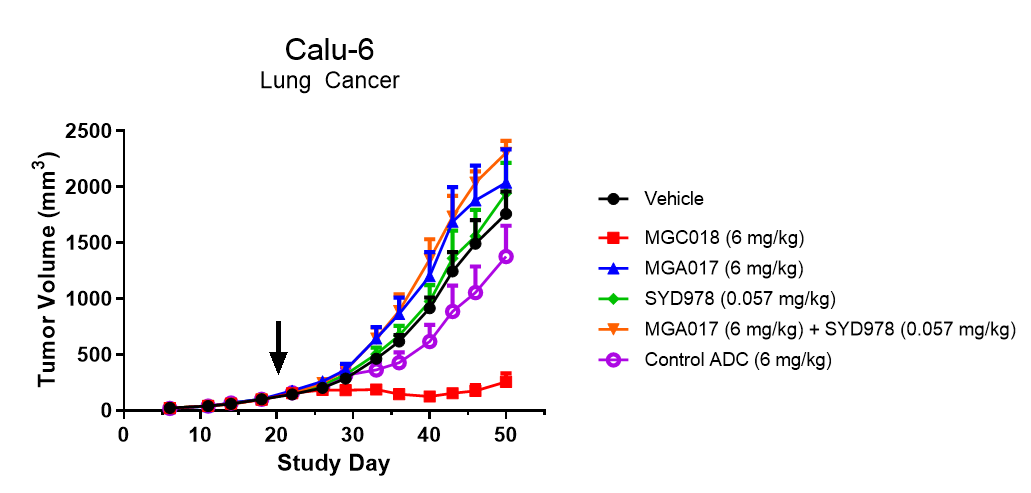 Calu-6
Lung Cancer
Tumor Volume (mm³)
2500
2000
1500
1000
500
0
0 10 20 30 40 50
Study Day
Vehicle
MGC018 (6 mg/kg)
MGA017 (6 mg/kg)
SYD978 (0.057 mg/kg)
MGA017 (6 mg/kg) + SYD978 (0.057 mg/kg)
Control ADC (6 mg/kg)